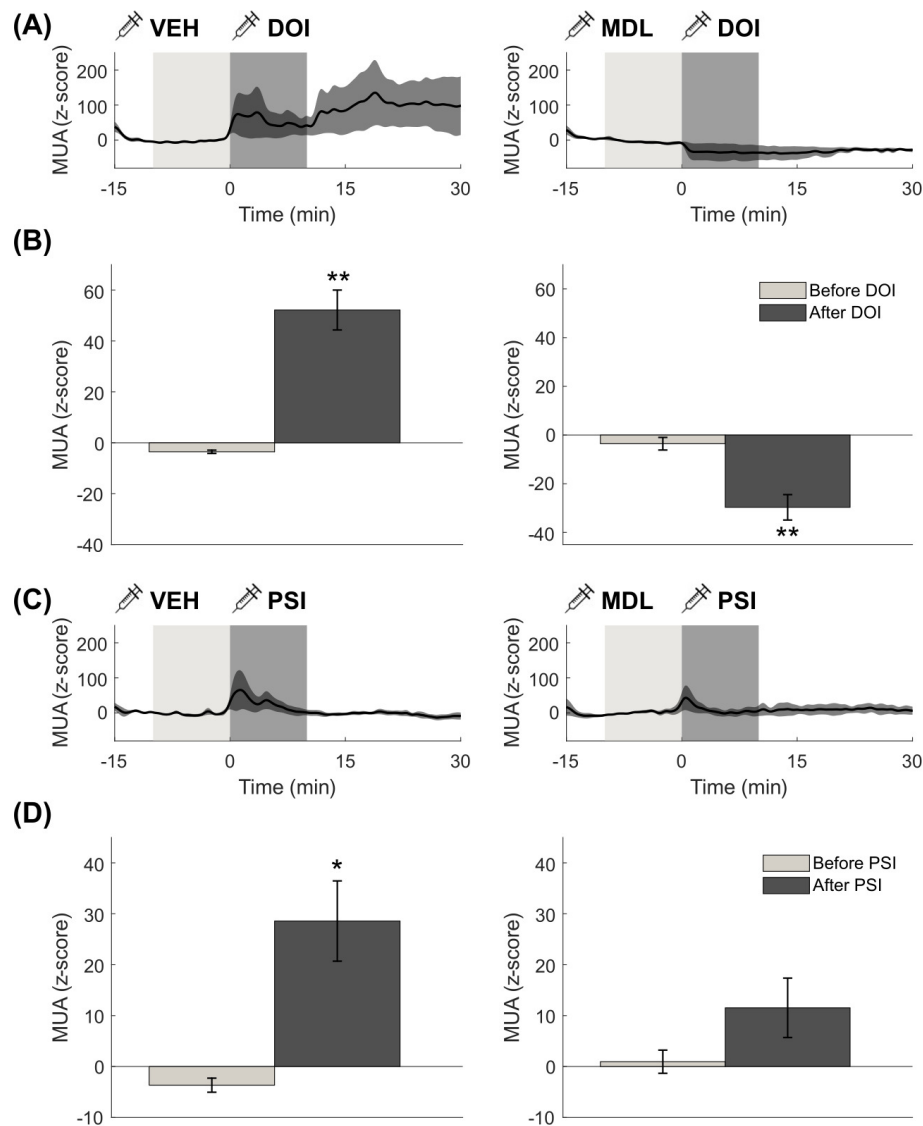 (A)
VEH DOI MDL DOI
MUA (z-score)
200
100
0
-15 0 15 30
Time (min)
MUA (z-score)
200
100
0
-15 0 15 30
Time (min)
(B)
MUA (z-score)
60
40
20
0
-20
-40
**
MUA (z-score)
60
40
20
0
-20
-40
Before DOI
After DOI
**
(C)
VEH PSI MDL PSI
MUA (z-score)
200
100
0
-15 0 15 30
Time (min)
MUA (z-score)
200
100
0
-15 0 15 30
Time (min)
(D)
MUA (z-score)
40
30
20
10
0
-10
*
MUA (z-score)
40
30
20
10
0
-10
Before PSI
After PSI